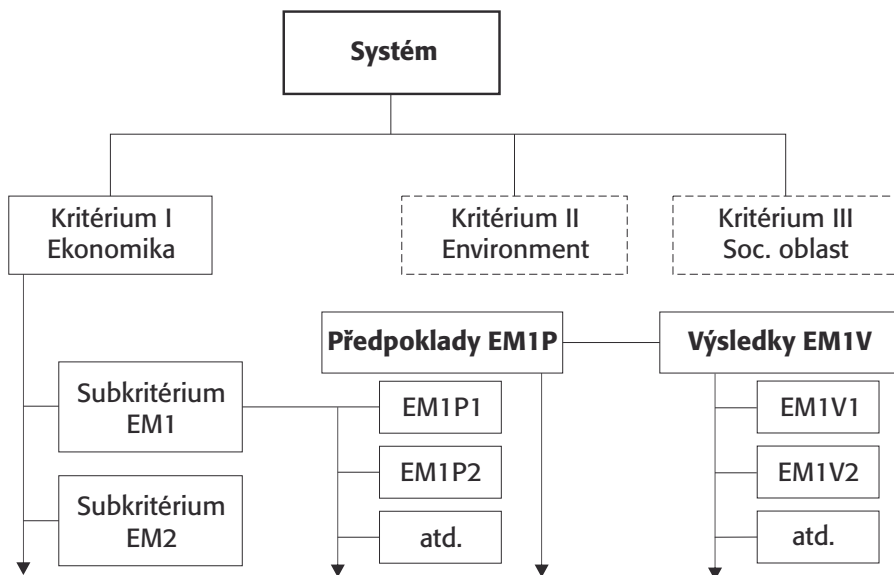 Systém
Kritérium I
Ekonomika
Kritérium II
Environment
Kritérium III
Soc. oblast
Předpoklady EM1P
Výsledky EM1V
Subkritérium
EM1
EM1P1
EM1V1
EM1P2
EM1V2
Subkritérium
EM2
atd.
atd.